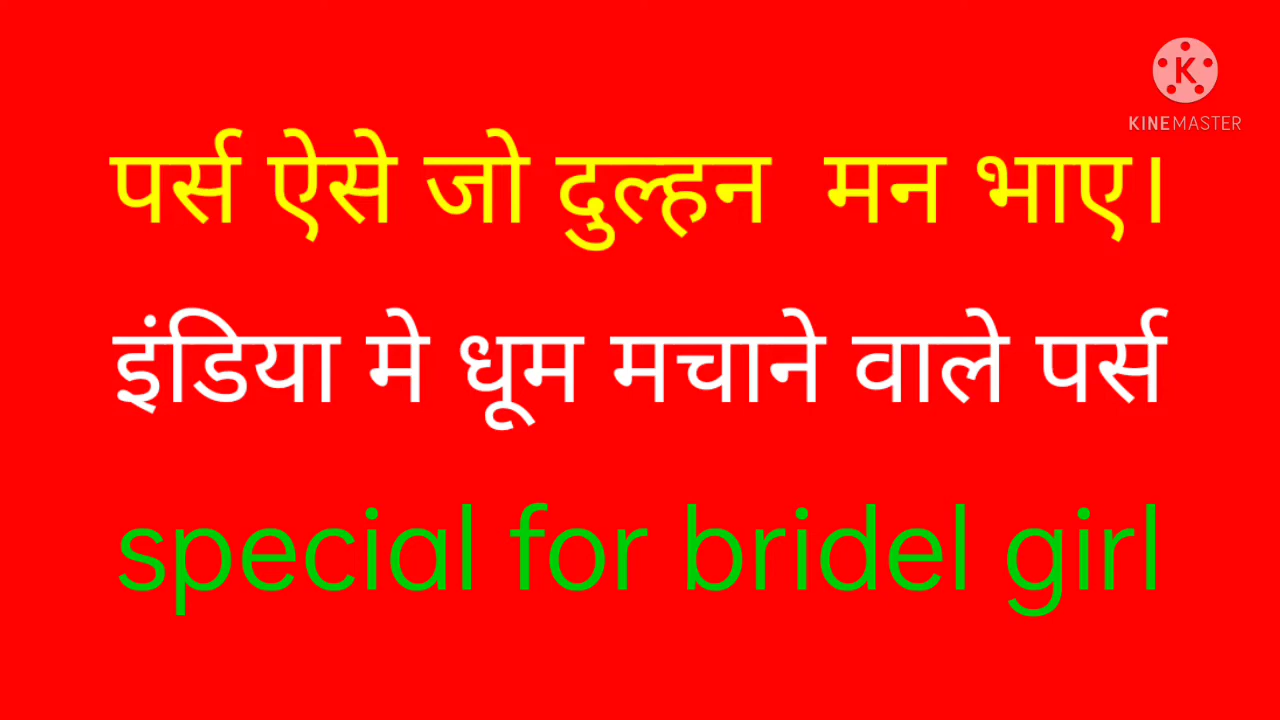 KINEMASTER
पर्स ऐसे जो दुल्हन मन भाए।
इंडिया मे धूम मचाने वाले पर्स
special for bridel girl